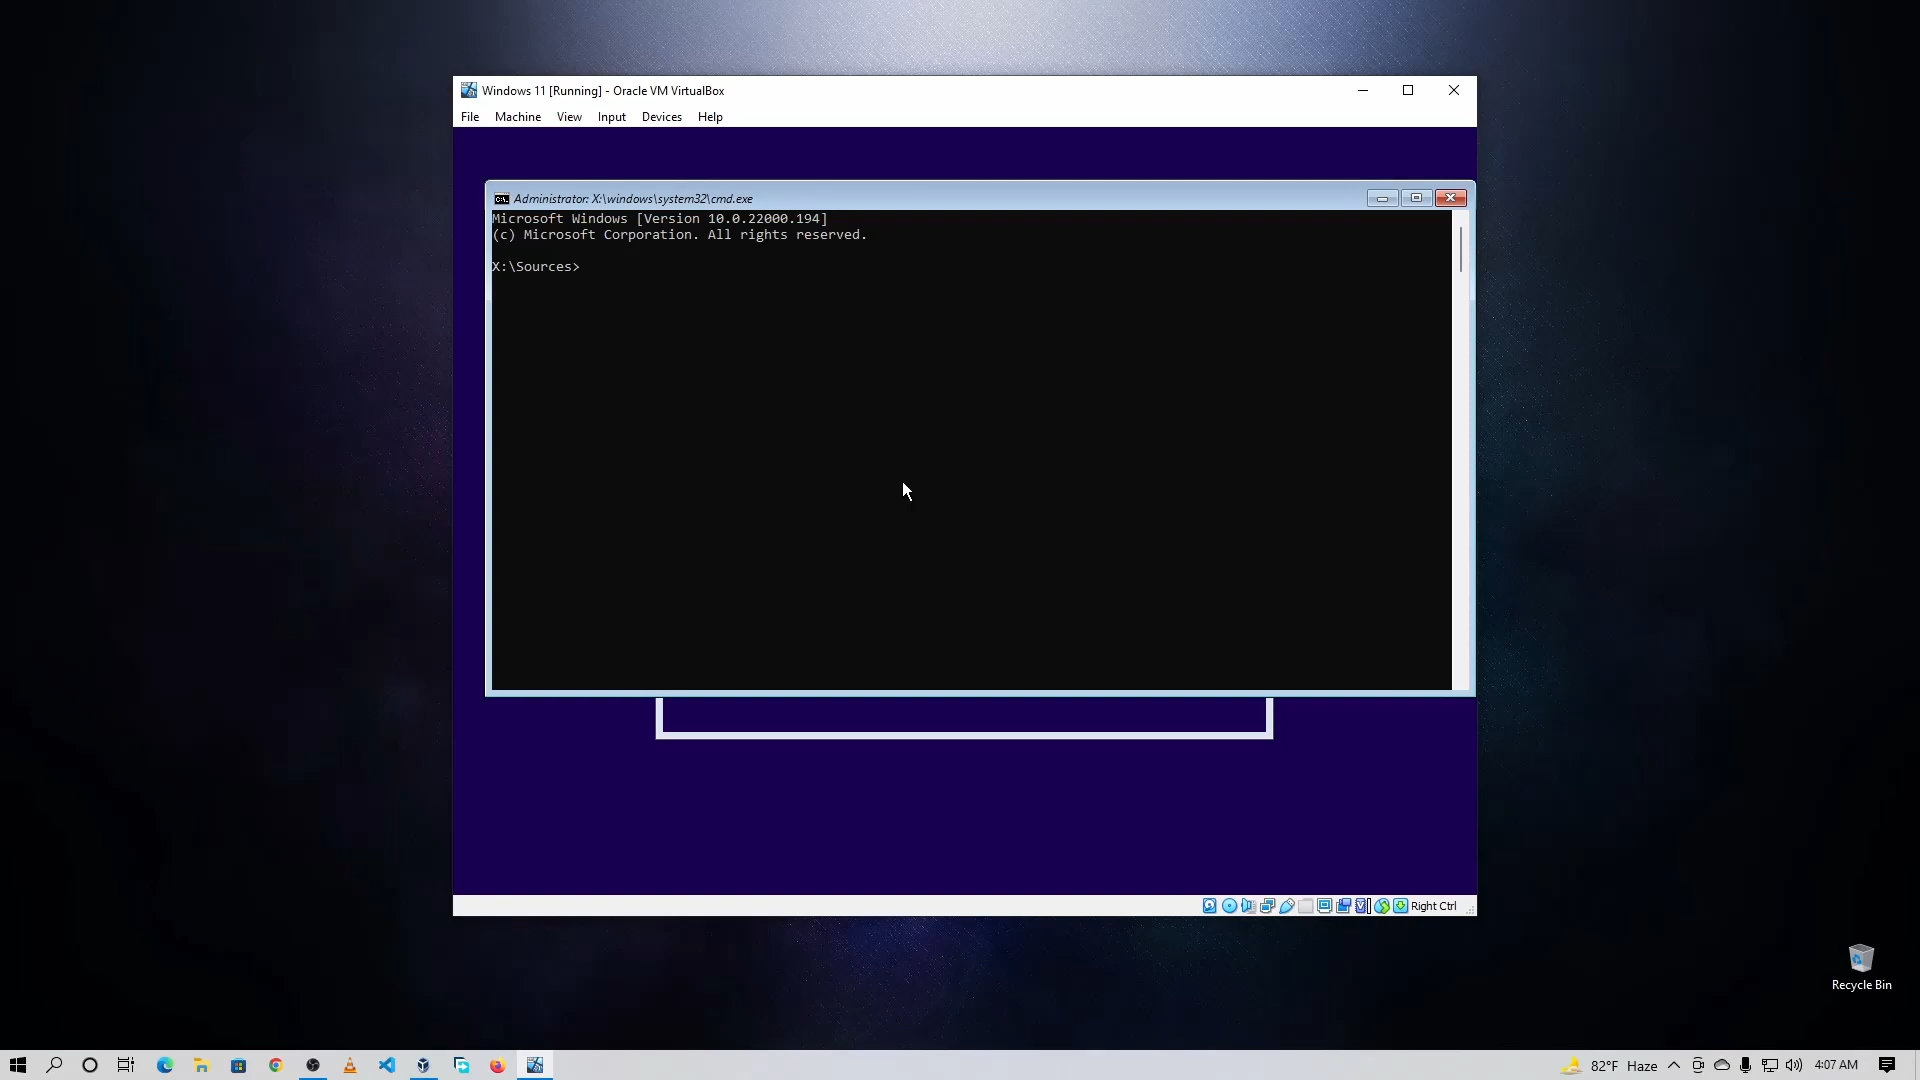 Windows 11 [Running] - Oracle VM VirtualBox
File Machine View Input Devices Help
Administrator: X:\windows\system32\cmd.exe
Microsoft Windows [Version 10.0.22000.194]
(c) Microsoft Corporation. All rights reserved.
X:\Sources>
Right Ctrl
Recycle Bin
82°F Haze 4:07 AM